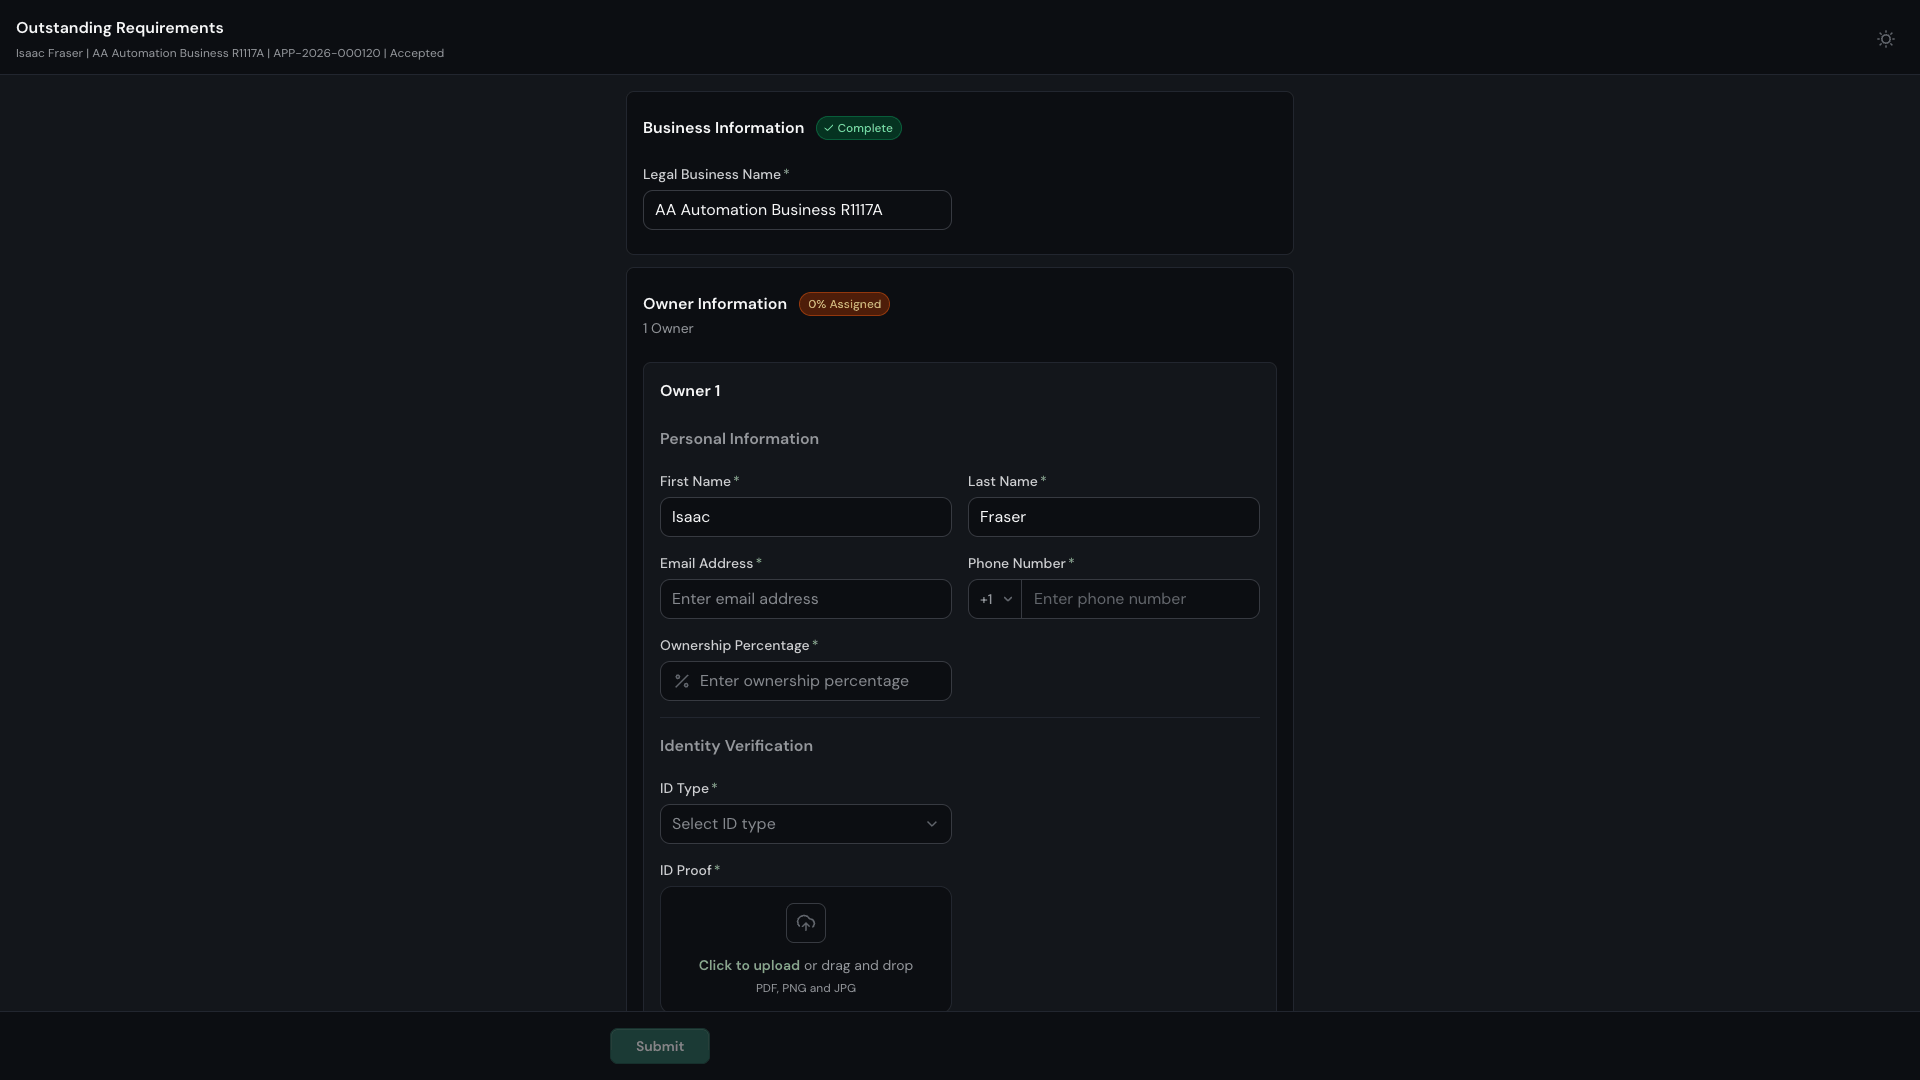 Outstanding Requirements
Isaac Fraser | AA Automation Business R1117A | APP-2026-000120 | Accepted
Business Information
Complete
Legal Business Name *
AA Automation Business R1117A
Owner Information
0% Assigned
1 Owner
Owner 1
Personal Information
First Name *
Last Name *
Isaac
Fraser
Email Address *
Phone Number *
Enter email address
+1
Enter phone number
Ownership Percentage *
% Enter ownership percentage
Identity Verification
ID Type *
Select ID type
ID Proof *
Click to upload or drag and drop
PDF, PNG and JPG
Submit